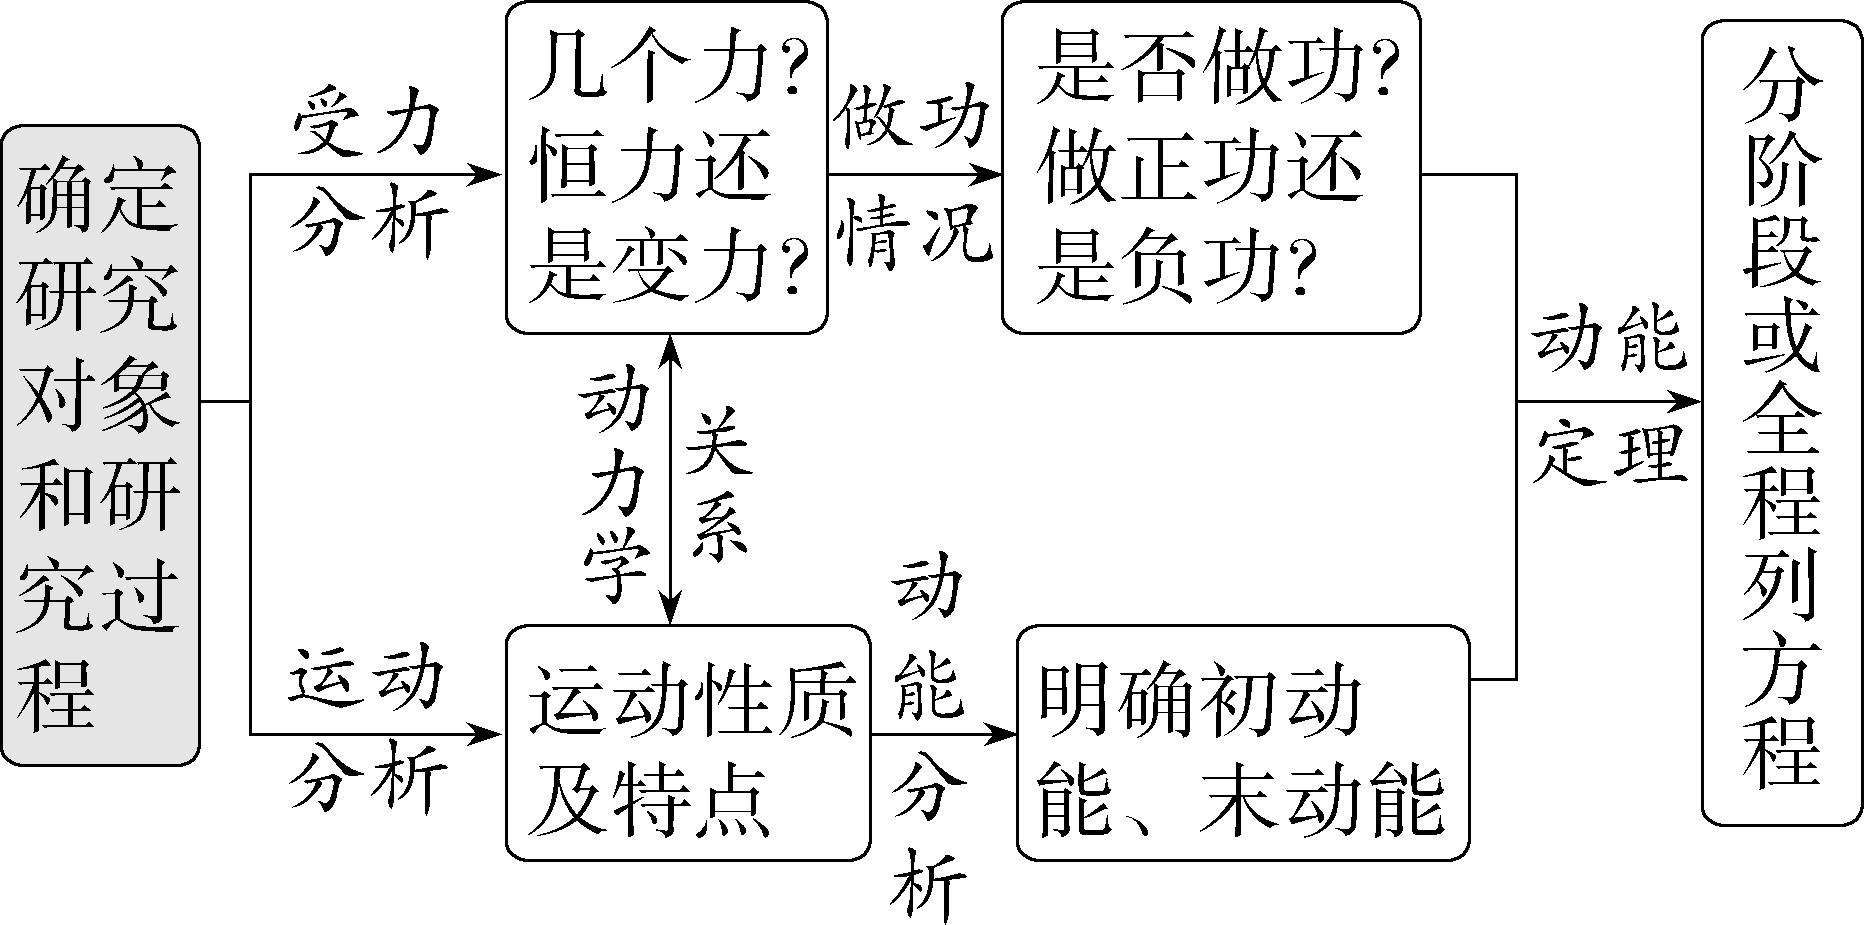 确定
研究
对象
和研
究过
程
受力
分析
几个力?
恒力还
是变力?
做功
情况
是否做功?
做正功还
是负功?
动力学
关系
运动
分析
运动性质
及特点
动能分析
明确初动
能、末动能
动能
定理
分阶段或全程列方程